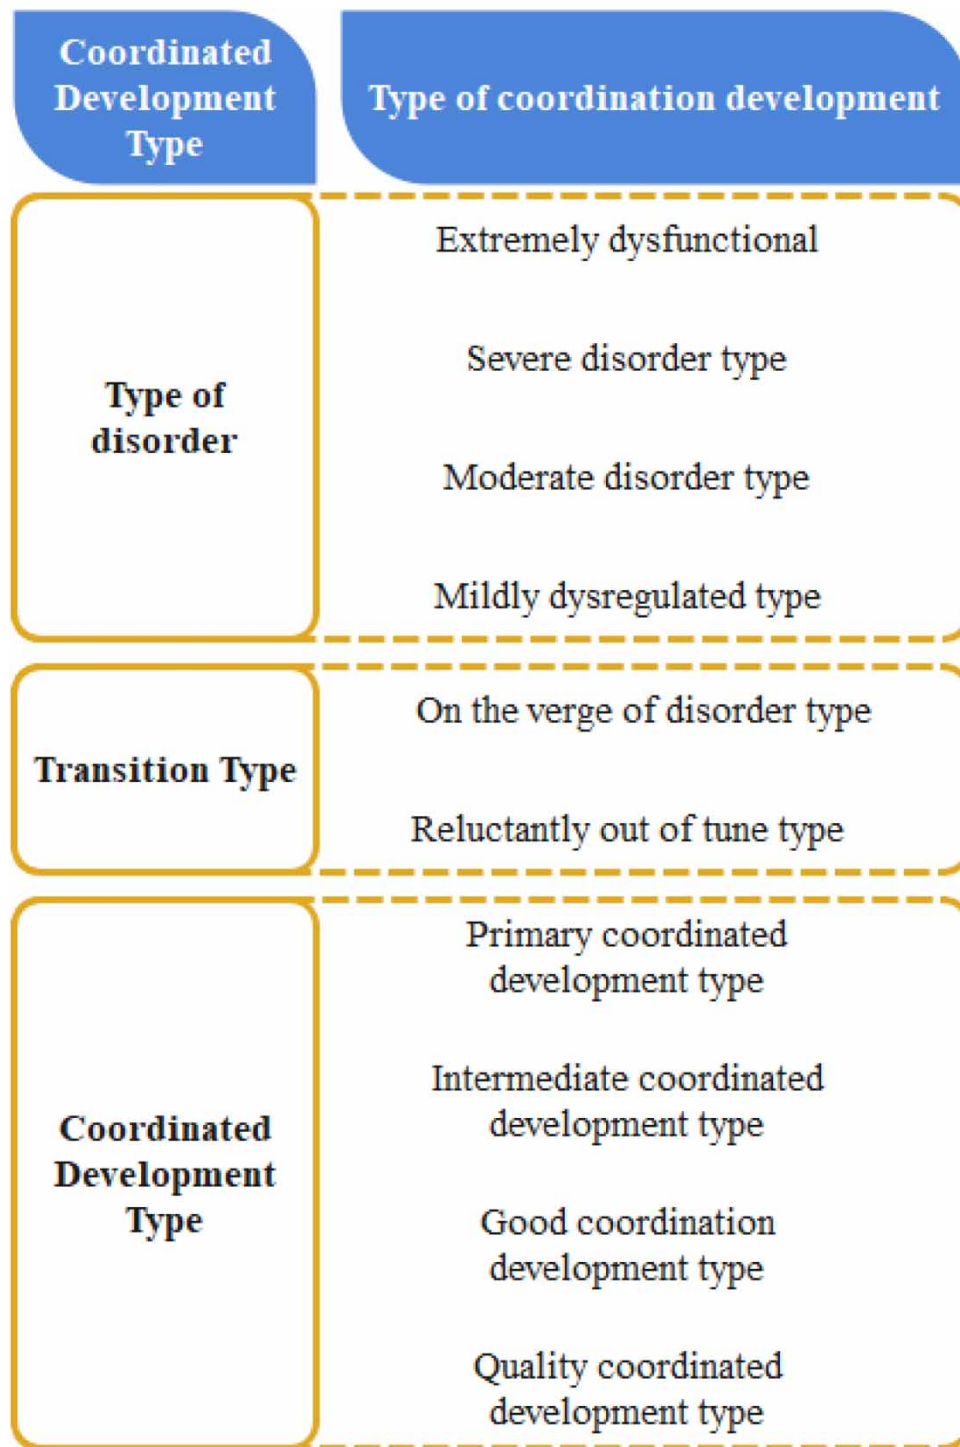 Coordinated
Development
Type
Type of coordination development
Type of
disorder
Extremely dysfunctional
Severe disorder type
Moderate disorder type
Mildly dysregulated type
Transition Type
On the verge of disorder type
Reluctantly out of tune type
Coordinated
Development
Type
Primary coordinated
development type
Intermediate coordinated
development type
Good coordination
development type
Quality coordinated
development type